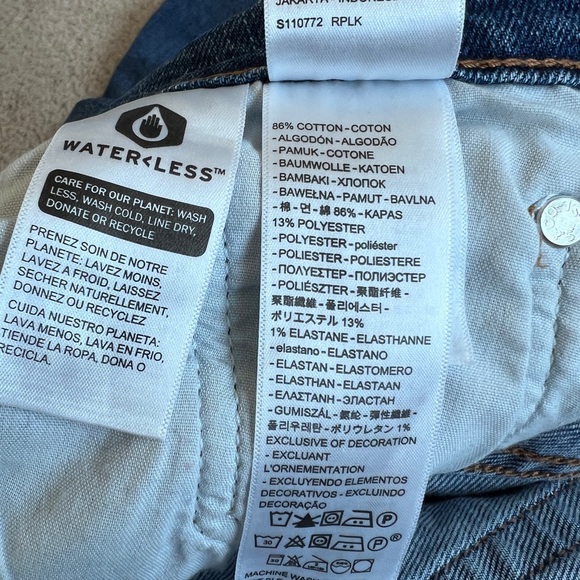 JAKARTA - INDONESI
S110772 RPLK
WATER<LESS™
CARE FOR OUR PLANET: WASH
LESS, WASH COLD, LINE DRY,
DONATE OR RECYCLE
PRENEZ SOIN DE NOTRE
PLANETE: LAVEZ MOINS,
LAVEZ A FROID, LAISSEZ
SECHER NATURELLEMENT,
DONNEZ OU RECYCLEZ
CUIDA NUESTRO PLANETA:
LAVA MENOS, LAVA EN FRIO,
TIENDE LA ROPA, DONA O
RECICLA.
86% COTTON - COTON
- ALGODÓN - ALGODÃO
- PAMUK - COTONE
- BAUMWOLLE - KATOEN
- BAMBAKI - ХЛОПОК
- BAWEŁNA - PAMUT - BAVLNA
- 棉 - 면 - 綿 86% - KAPAS
13% POLYESTER
- POLYESTER - poliéster
- POLIESTER - POLIESTERE
- ΠΟΛΥΕΣΤΕΡ - ПОЛИЭСТЕР
- POLIÉSZTER - 聚酯纤维 -
聚酯纖維 - 폴리에스터 -
ポリエステル 13%
1% ELASTANE - ELASTHANNE
- elastano - ELASTANO
- ELASTAN - ELASTOMERO
- ELASTHAN - ELASTAAN
- ΕΛΑΣΤΑΝΗ - ЭЛАСТАН
- GUMISZÁL - 氨纶 - 彈性纖維 -
폴리우레탄 - ポリウレタン 1%
EXCLUSIVE OF DECORATION
- EXCLUANT
L'ORNEMENTATION
- EXCLUYENDO ELEMENTOS
DECORATIVOS - EXCLUINDO
DECORAÇÃO
30
MACHINE WASH